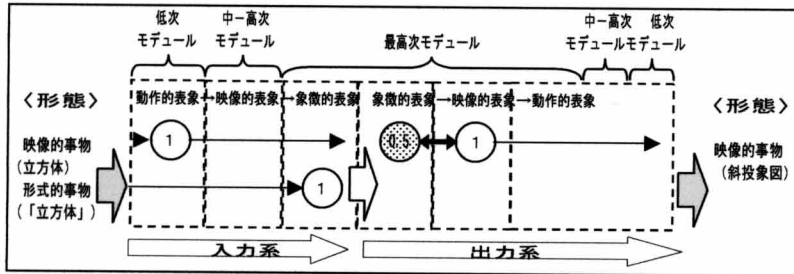 低次
モデュール
中ー高次
モデュール
最高次モデュール
中ー高次
モデュール
低次
モデュール
〈形態〉
動作的表象→映像的表象→象徴的表象
象徴的表象→映像的表象→動作的表象
〈形態〉
映像的事物
(立方体)
形式的事物
(「立方体」)
1
1
0.5
1
映像的事物
(斜投象図)
入力系
出力系